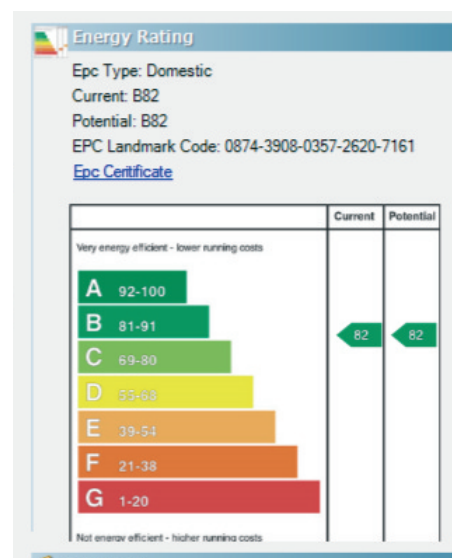 Energy Rating
Epc Type: Domestic
Current: B82
Potential: B82
EPC Landmark Code: 0874-3908-0357-2620-7161
Epc Ceritificate
Current Potential
Very energy efficient - lower running costs
A 92-100
B 81-91
82 82
C 69-80
D 55-68
E 39-54
F 21-38
G 1-20
Not energy efficient - higher running costs